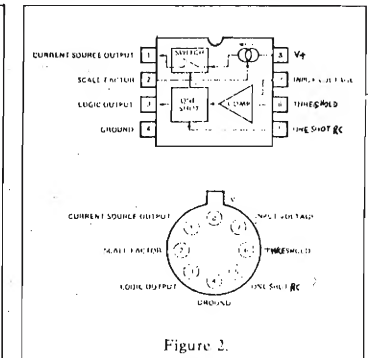 CURRENT SOURCE OUTPUT 1 SWITCH 8 V+
SCALE FACTOR 2 INPUT VOLTAGE
LOGIC OUTPUT 3 ONE SHOT COMP 6 THRESHOLD
GROUND 4 ONE SHOT RC
CURRENT SOURCE OUTPUT INPUT VOLTAGE
SCALE FACTOR THRESHOLD
LOGIC OUTPUT ONE SHOT RC
GROUND
Figure 2.